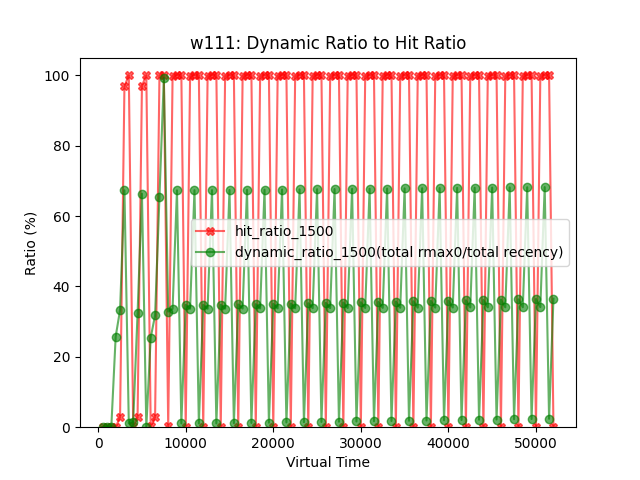 w111: Dynamic Ratio to Hit Ratio
Ratio (%)
100
80
60
40
20
0
hit_ratio_1500
dynamic_ratio_1500(total rmax0/total recency)
0 10000 20000 30000 40000 50000
Virtual Time